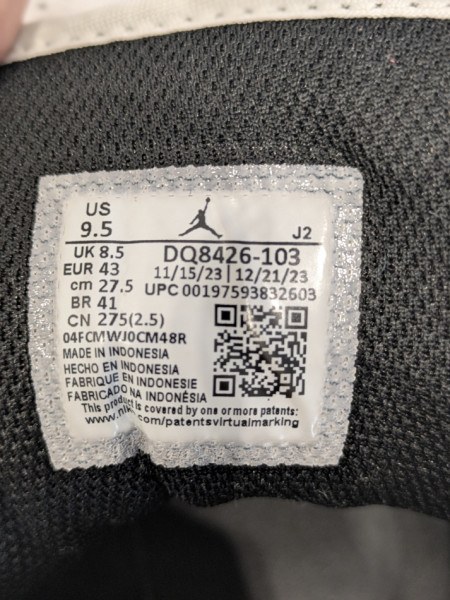 US
9.5
J2
UK 8.5
DQ8426-103
EUR 43
11/15/23 | 12/21/23
cm 27.5
UPC 00197593832603
BR 41
CN 275(2.5)
04FCMWJ0CM48R
MADE IN INDONESIA
HECHO EN INDONESIA
FABRIQUE EN INDONESIE
FABRICADO NA INDONÉSIA
This product is covered by one or more patents:
www.nike.com/patentsvirtualmarking